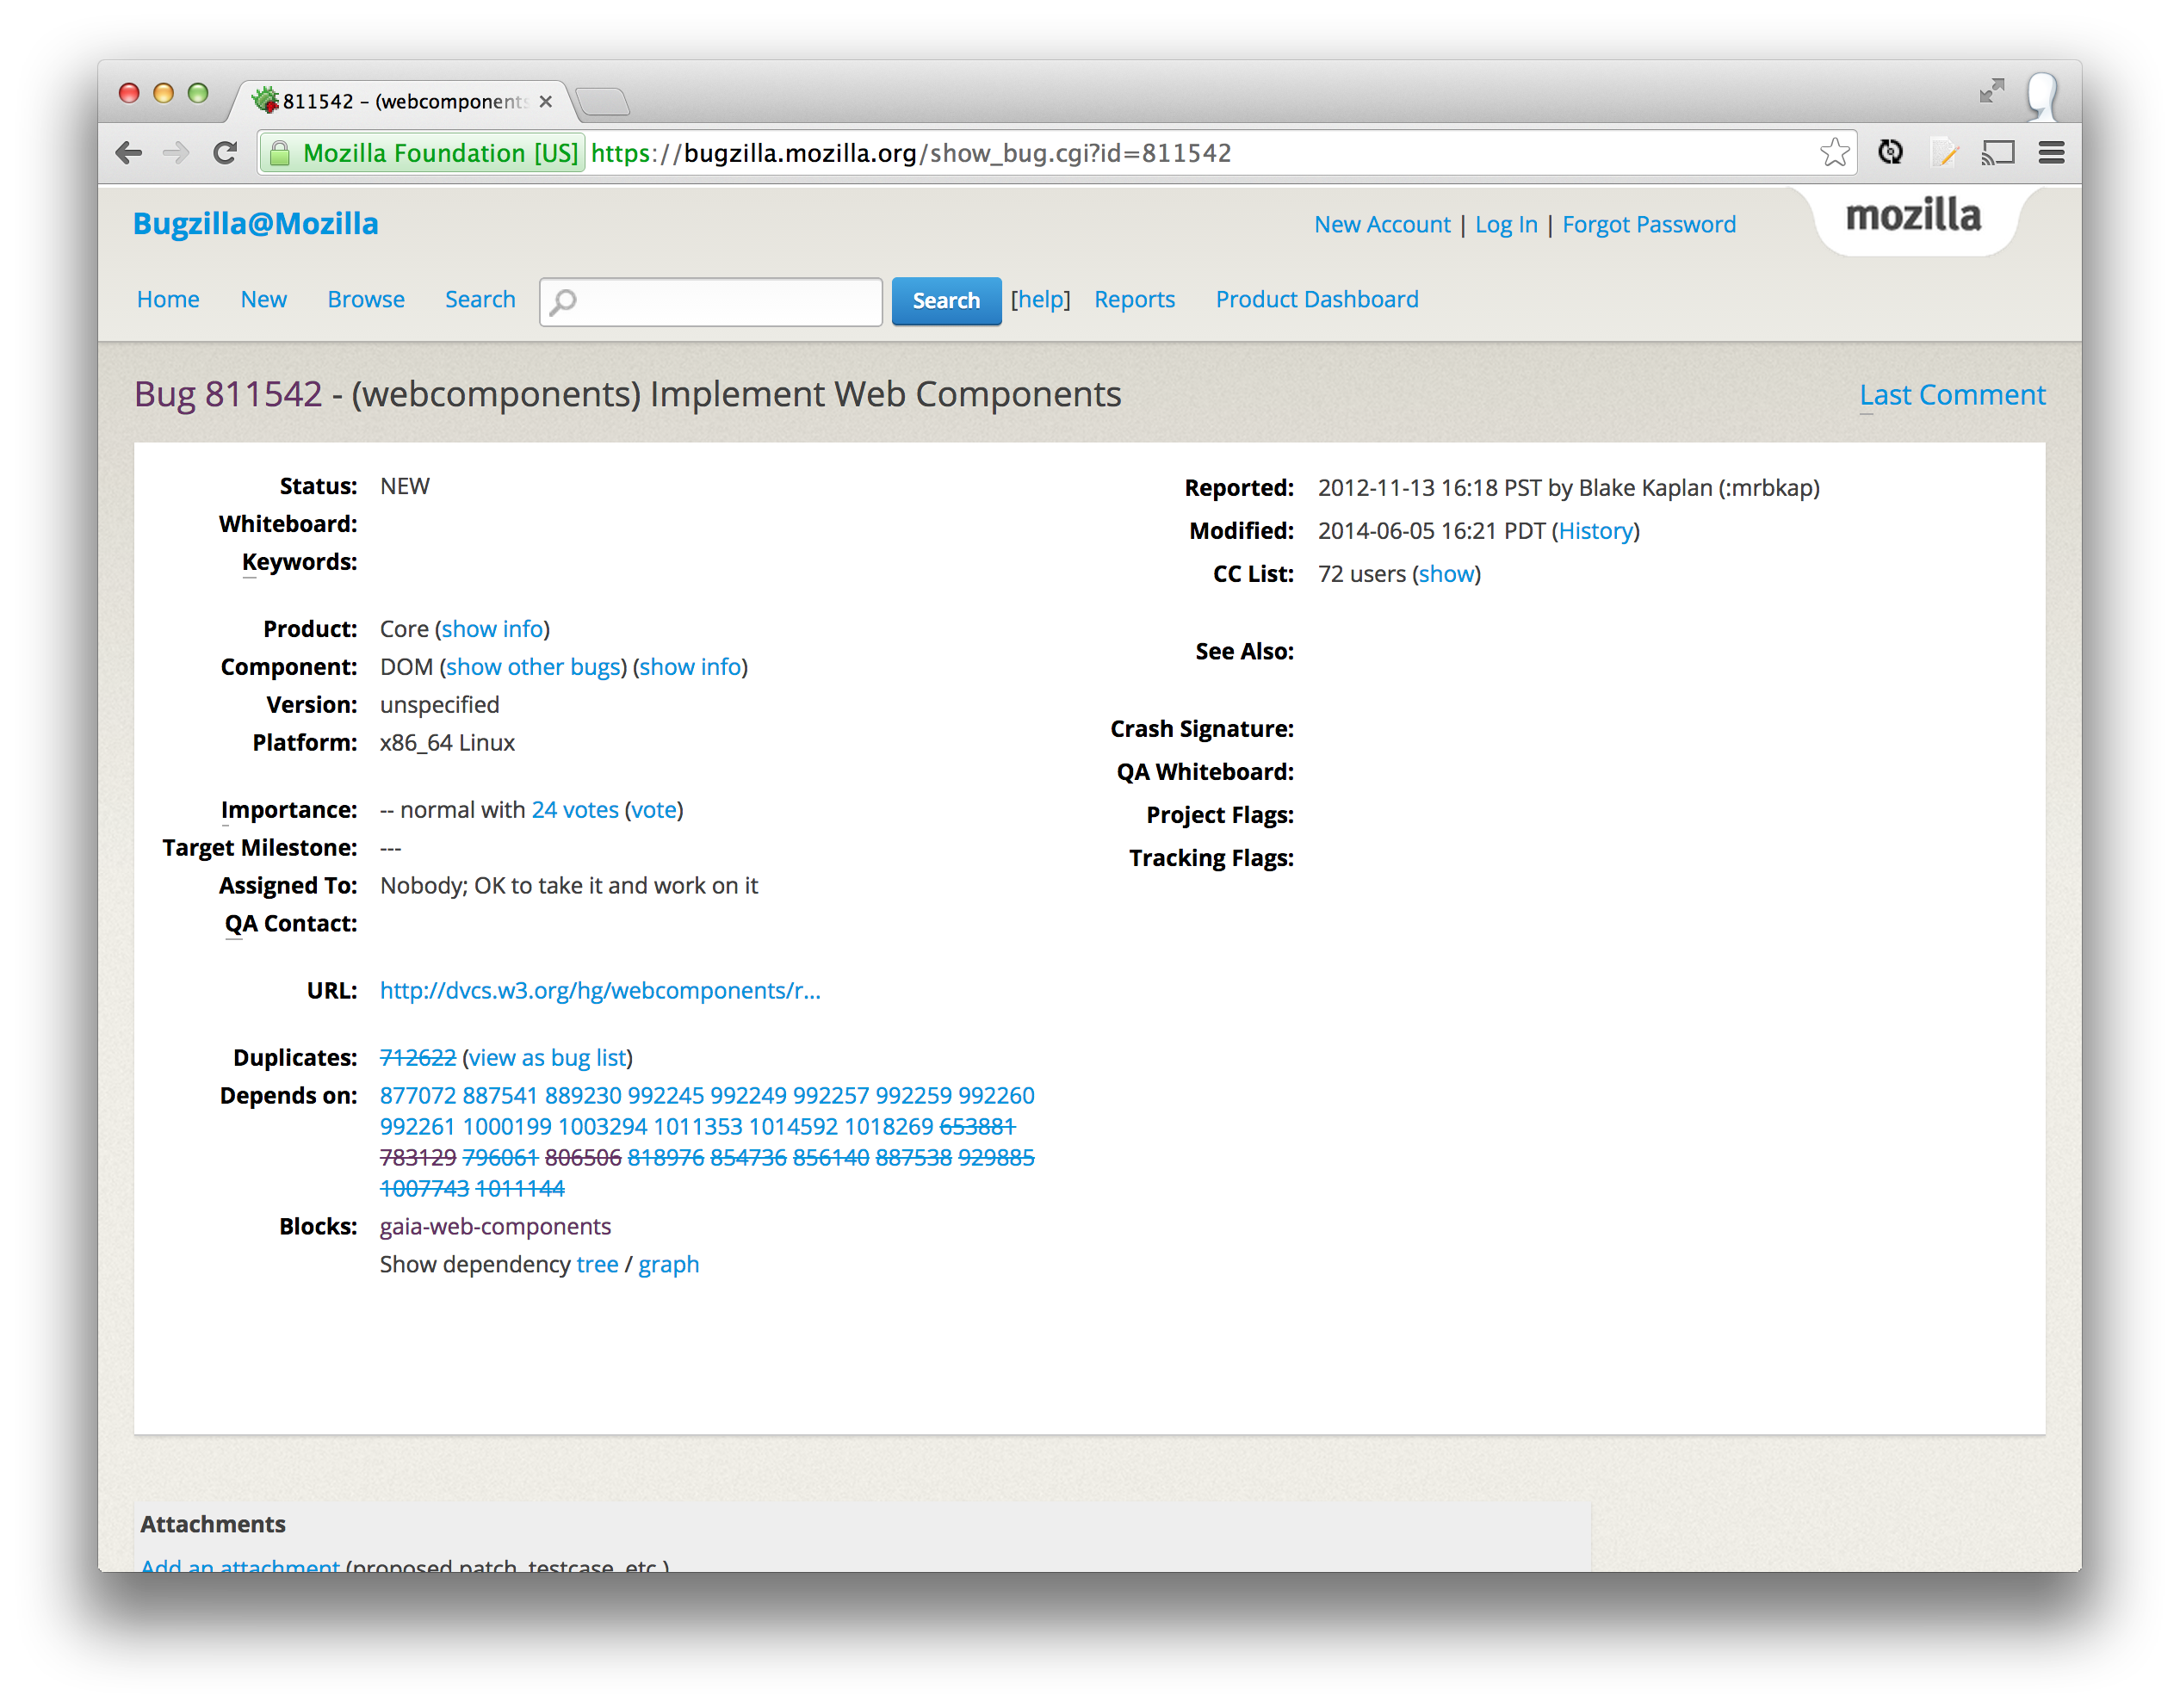 811542 – (webcomponents
Mozilla Foundation [US] https://bugzilla.mozilla.org/show_bug.cgi?id=811542
Bugzilla@Mozilla
New Account | Log In | Forgot Password
mozilla
Home New Browse Search Search [help] Reports Product Dashboard
Bug 811542 - (webcomponents) Implement Web Components
Last Comment
Status: NEW
Whiteboard:
Keywords:
Product: Core (show info)
Component: DOM (show other bugs) (show info)
Version: unspecified
Platform: x86_64 Linux
Importance: -- normal with 24 votes (vote)
Target Milestone: ---
Assigned To: Nobody; OK to take it and work on it
QA Contact:
URL: http://dvcs.w3.org/hg/webcomponents/r...
Duplicates: 712622 (view as bug list)
Depends on: 877072 887541 889230 992245 992249 992257 992259 992260
992261 1000199 1003294 1011353 1014592 1018269 653881
783129 796061 806506 818976 854736 856140 887538 929885
1007743 1011144
Blocks: gaia-web-components
Show dependency tree / graph
Reported: 2012-11-13 16:18 PST by Blake Kaplan (:mrbkap)
Modified: 2014-06-05 16:21 PDT (History)
CC List: 72 users (show)
See Also:
Crash Signature:
QA Whiteboard:
Project Flags:
Tracking Flags:
Attachments
Add an attachment (proposed patch, testcase, etc.)